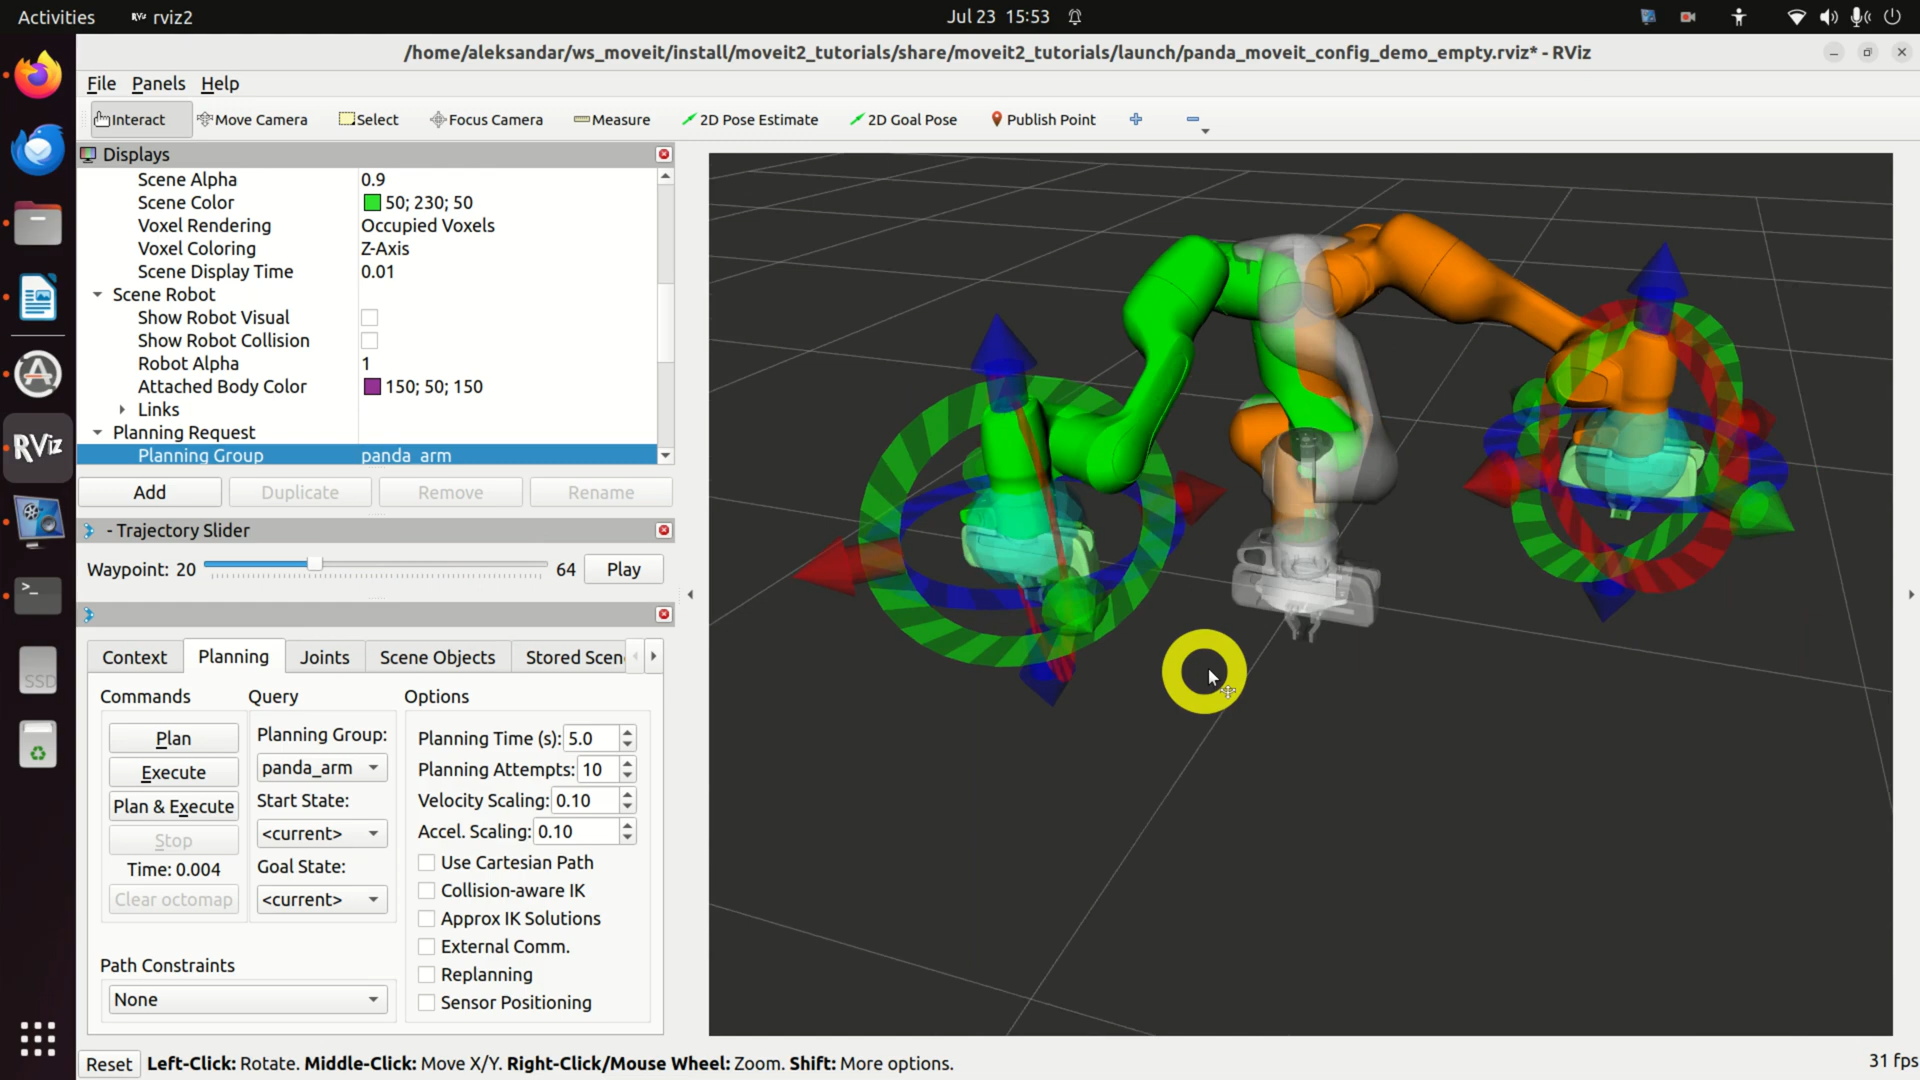 Activities RViz rviz2 Jul 23 15:53
/home/aleksandar/ws_moveit/install/moveit2_tutorials/share/moveit2_tutorials/launch/panda_moveit_config_demo_empty.rviz* - RViz
File Panels Help
Interact Move Camera Select Focus Camera Measure 2D Pose Estimate 2D Goal Pose Publish Point
Displays
Scene Alpha 0.9
Scene Color 50; 230; 50
Voxel Rendering Occupied Voxels
Voxel Coloring Z-Axis
Scene Display Time 0.01
Scene Robot
Show Robot Visual
Show Robot Collision
Robot Alpha 1
Attached Body Color 150; 50; 150
Links
Planning Request
Planning Group panda_arm
RViz
Add Duplicate Remove Rename
- Trajectory Slider
Waypoint: 20 64 Play
SSD
Context Planning Joints Scene Objects Stored Scen
Commands Query Options
Plan
Execute
Plan & Execute
Stop
Time: 0.004
Clear octomap
Planning Group:
panda_arm
Start State:
<current>
Goal State:
<current>
Planning Time (s): 5.0
Planning Attempts: 10
Velocity Scaling: 0.10
Accel. Scaling: 0.10
Use Cartesian Path
Collision-aware IK
Approx IK Solutions
External Comm.
Replanning
Sensor Positioning
Path Constraints
None
Reset Left-Click: Rotate. Middle-Click: Move X/Y. Right-Click/Mouse Wheel: Zoom. Shift: More options. 31 fps